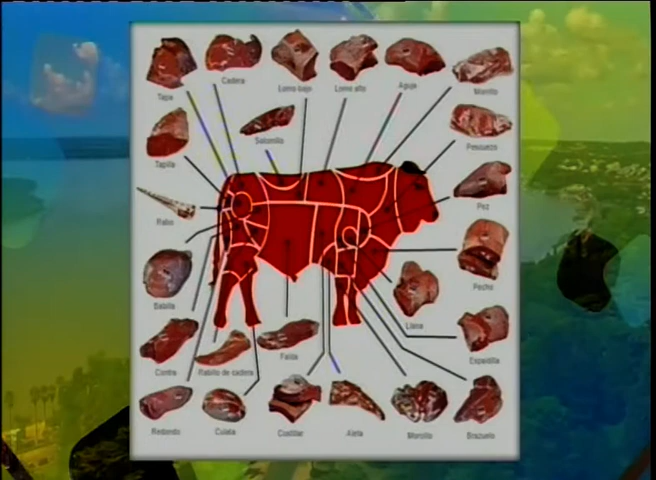 Tapa
Cadera
Lomo bajo
Lomo alto
Aguja
Morrillo
Solomillo
Pescuezo
Tapilla
Pez
Rabo
Pecho
Babilla
Llana
Contra
Rabillo de cadera
Falda
Espaldilla
Redondo
Culata
Costillar
Aleta
Morcillo
Brazuelo